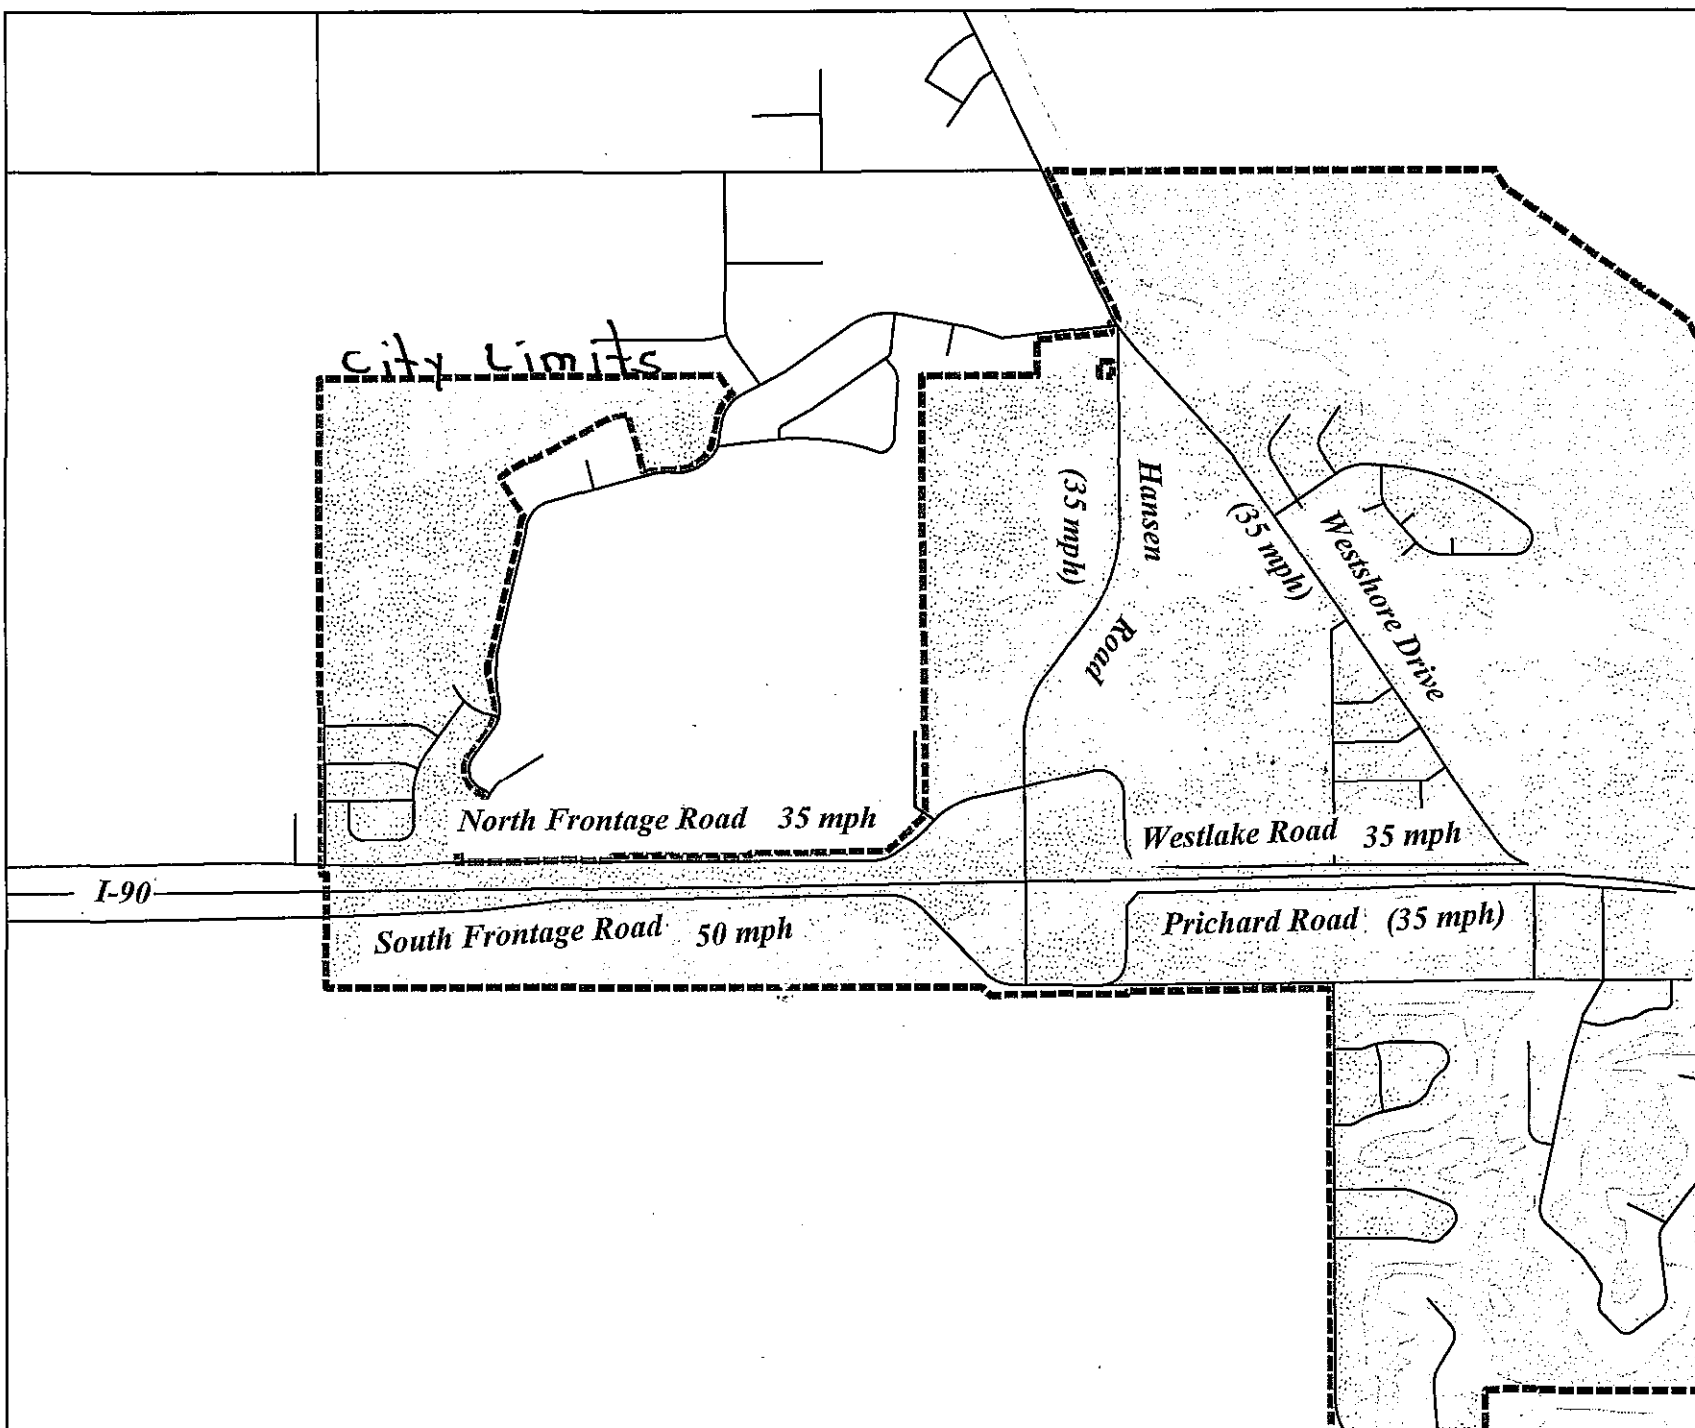 City Limits
Hansen
Road
(35 mph)
(35 mph)
Westshore Drive
North Frontage Road 35 mph
Westlake Road 35 mph
I-90
South Frontage Road 50 mph
Prichard Road (35 mph)